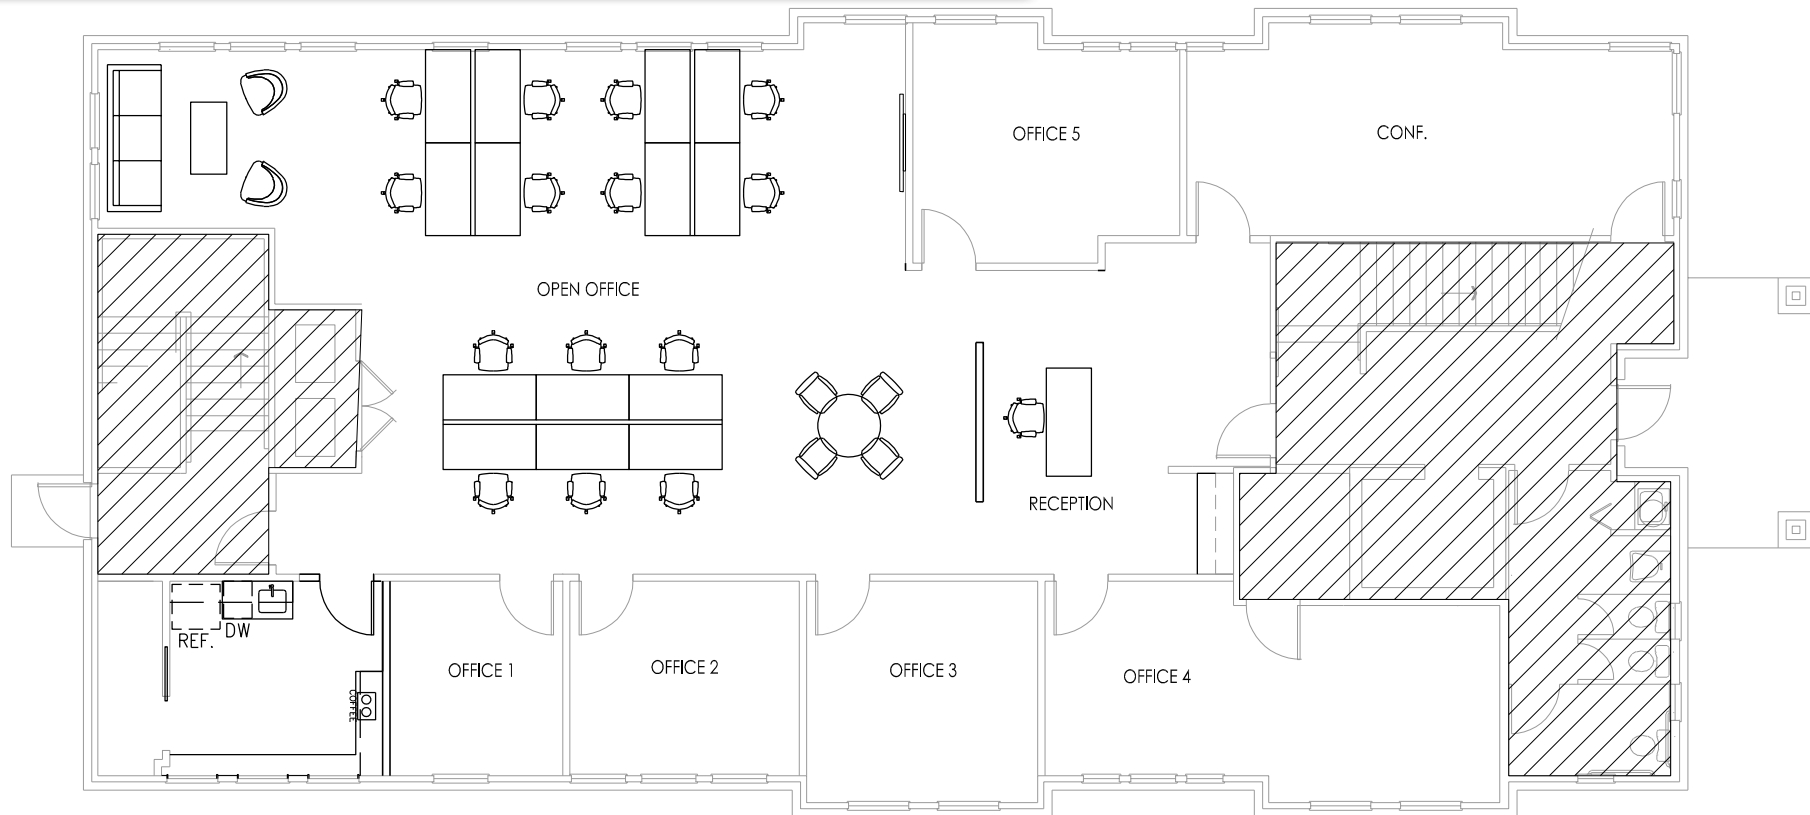 OFFICE 5
CONF.
OPEN OFFICE
RECEPTION
REF.
DW
COFFEE
OFFICE 1
OFFICE 2
OFFICE 3
OFFICE 4